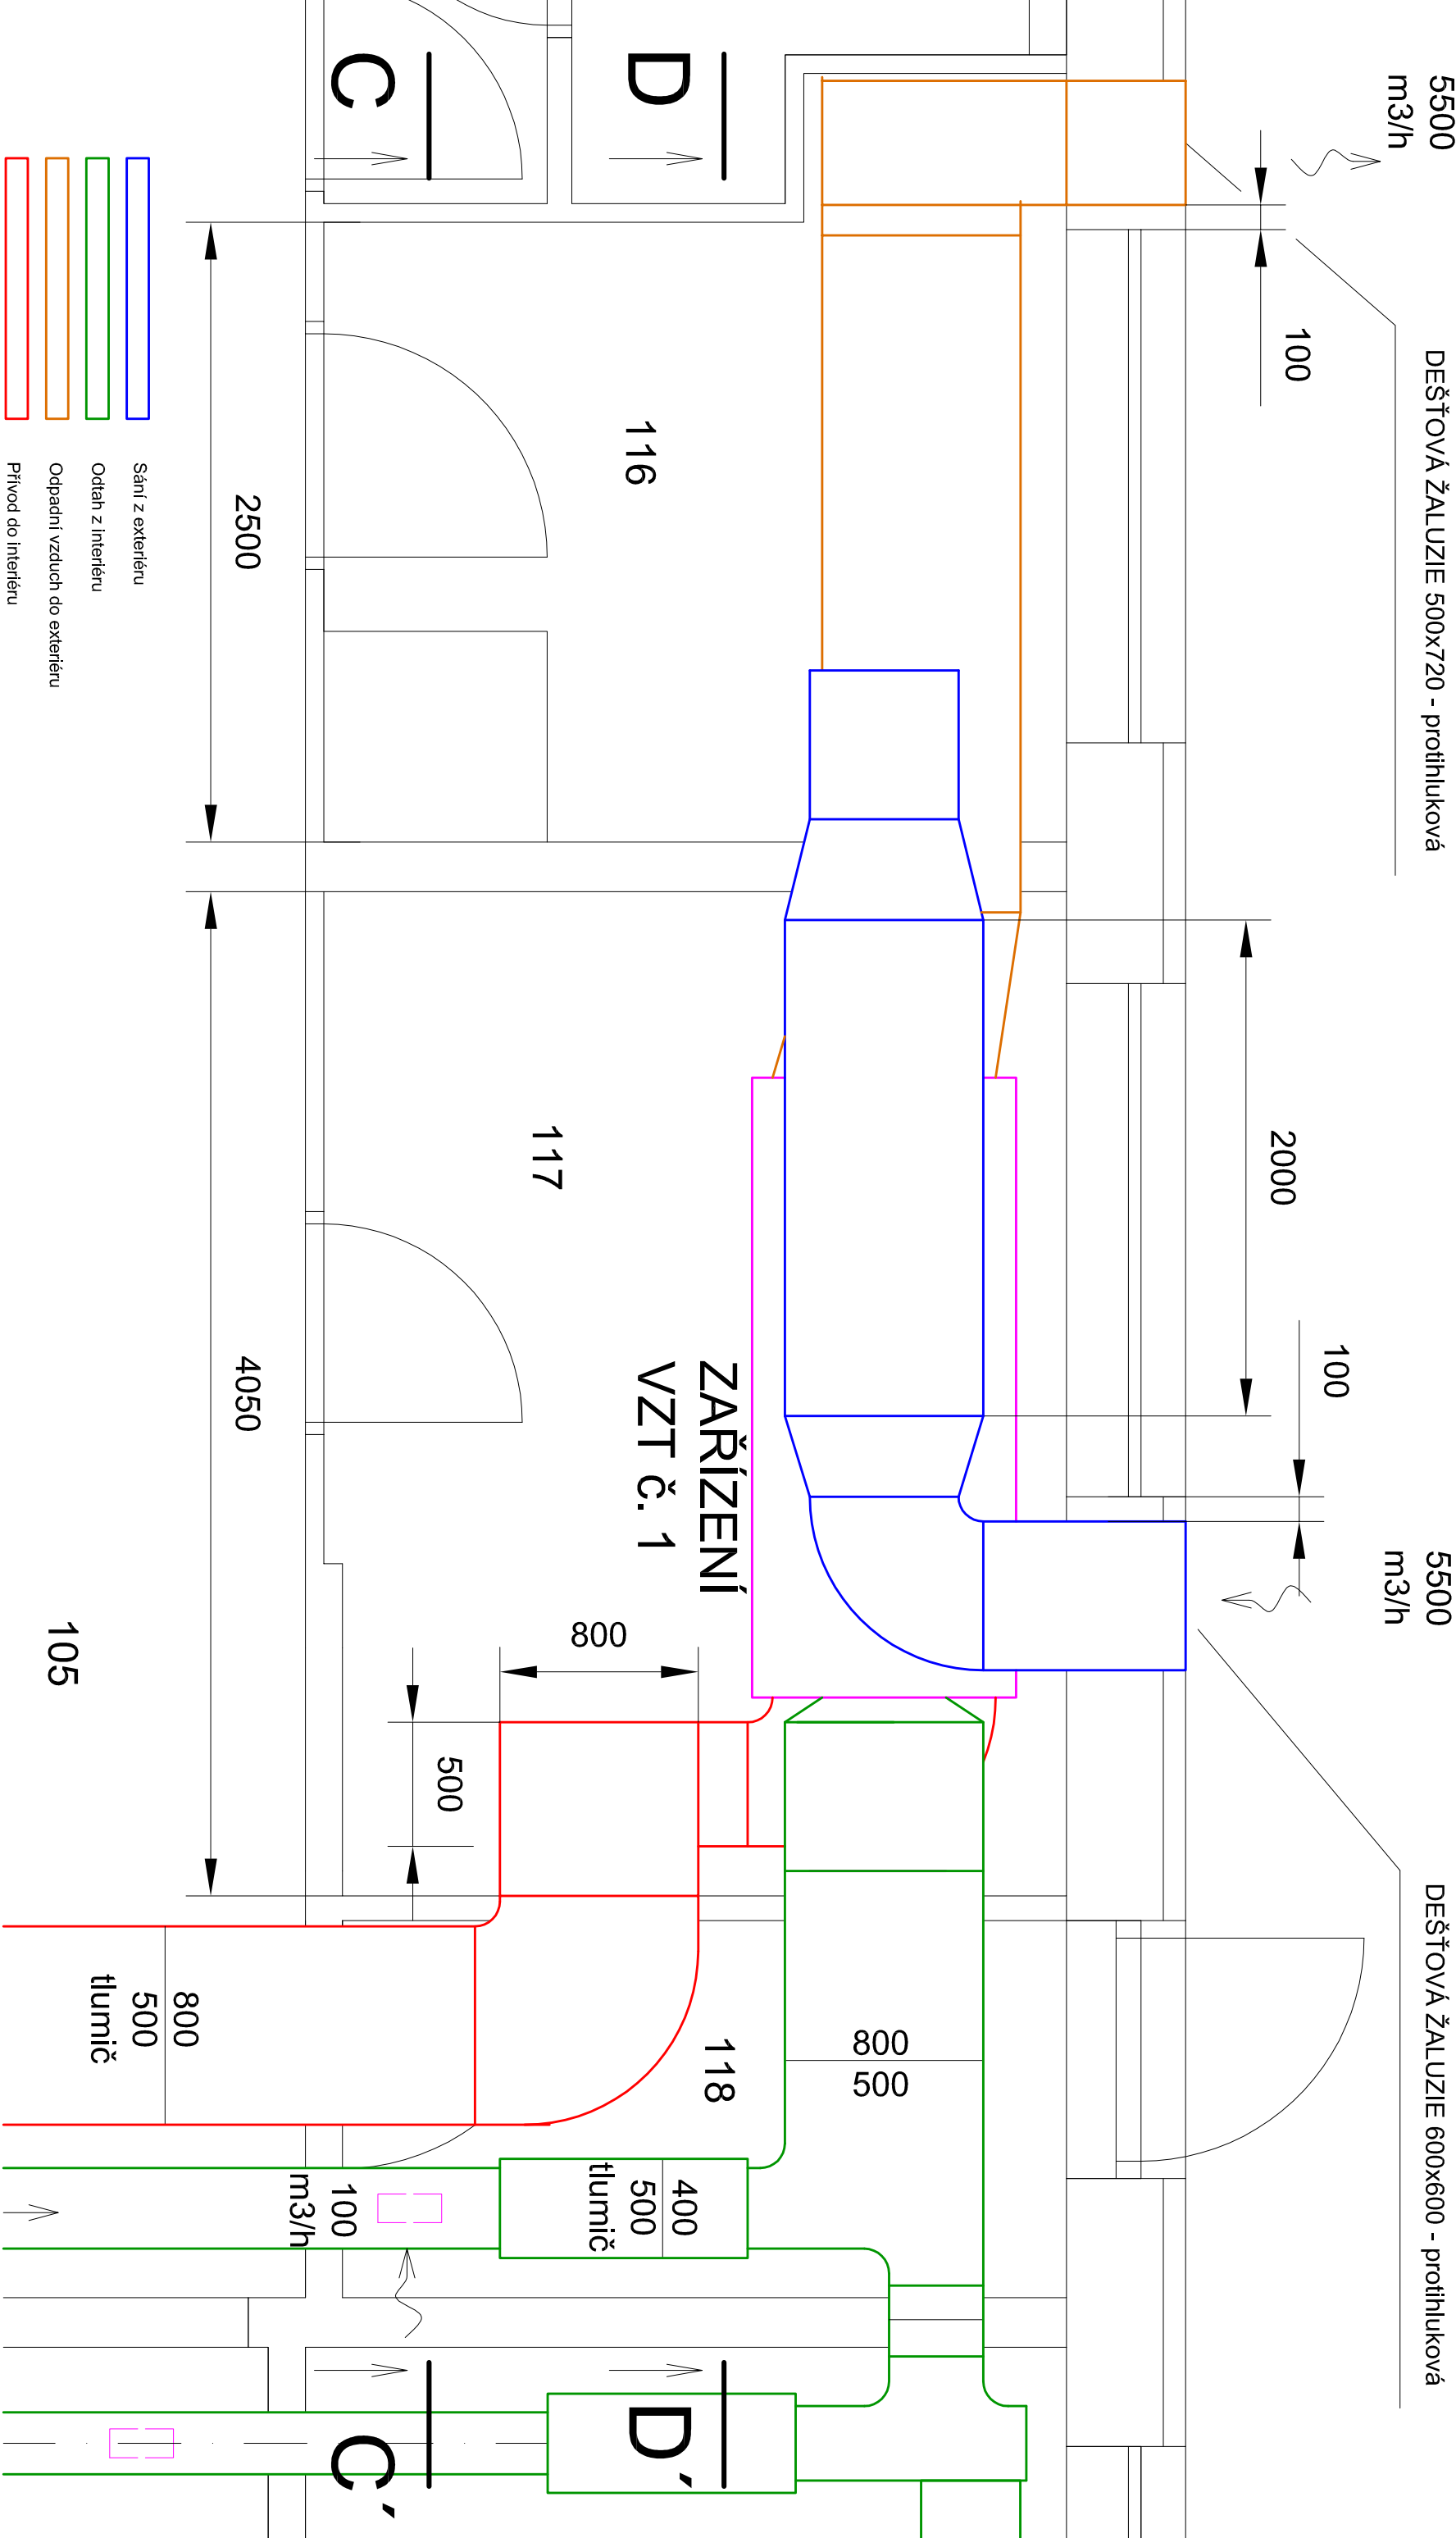 5500
m3/h
DEŠŤOVÁ ŽALUZIE 500x720 - protihluková
100
2000
100
5500
m3/h
DEŠŤOVÁ ŽALUZIE 600x600 - protihluková
D
C
116
117
ZAŘÍZENÍ
VZT č. 1
800
500
118
800
500
400
500
tlumič
100
m3/h
800
500
tlumič
D´
C´
2500
4050
105
Sání z exteriéru
Odtah z interiéru
Odpadní vzduch do exteriéru
Přívod do interiéru